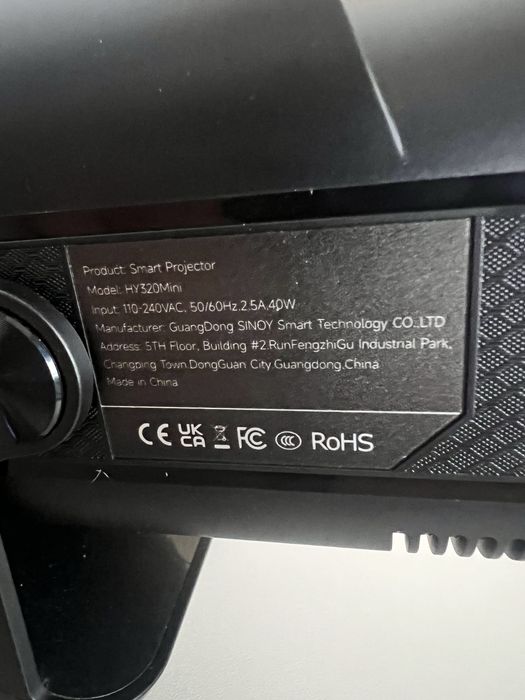 Product: Smart Projector
Model: HY320Mini
Input: 110-240VAC, 50/60Hz,2.5A,40W
Manufacturer: GuangDong SINOY Smart Technology CO.,LTD
Address: 5TH Floor, Building #2,RunFengzhiGu Industrial Park,
Changping Town,DongGuan City,Guangdong,China
Made in China
CE UK CA FC CCC RoHS